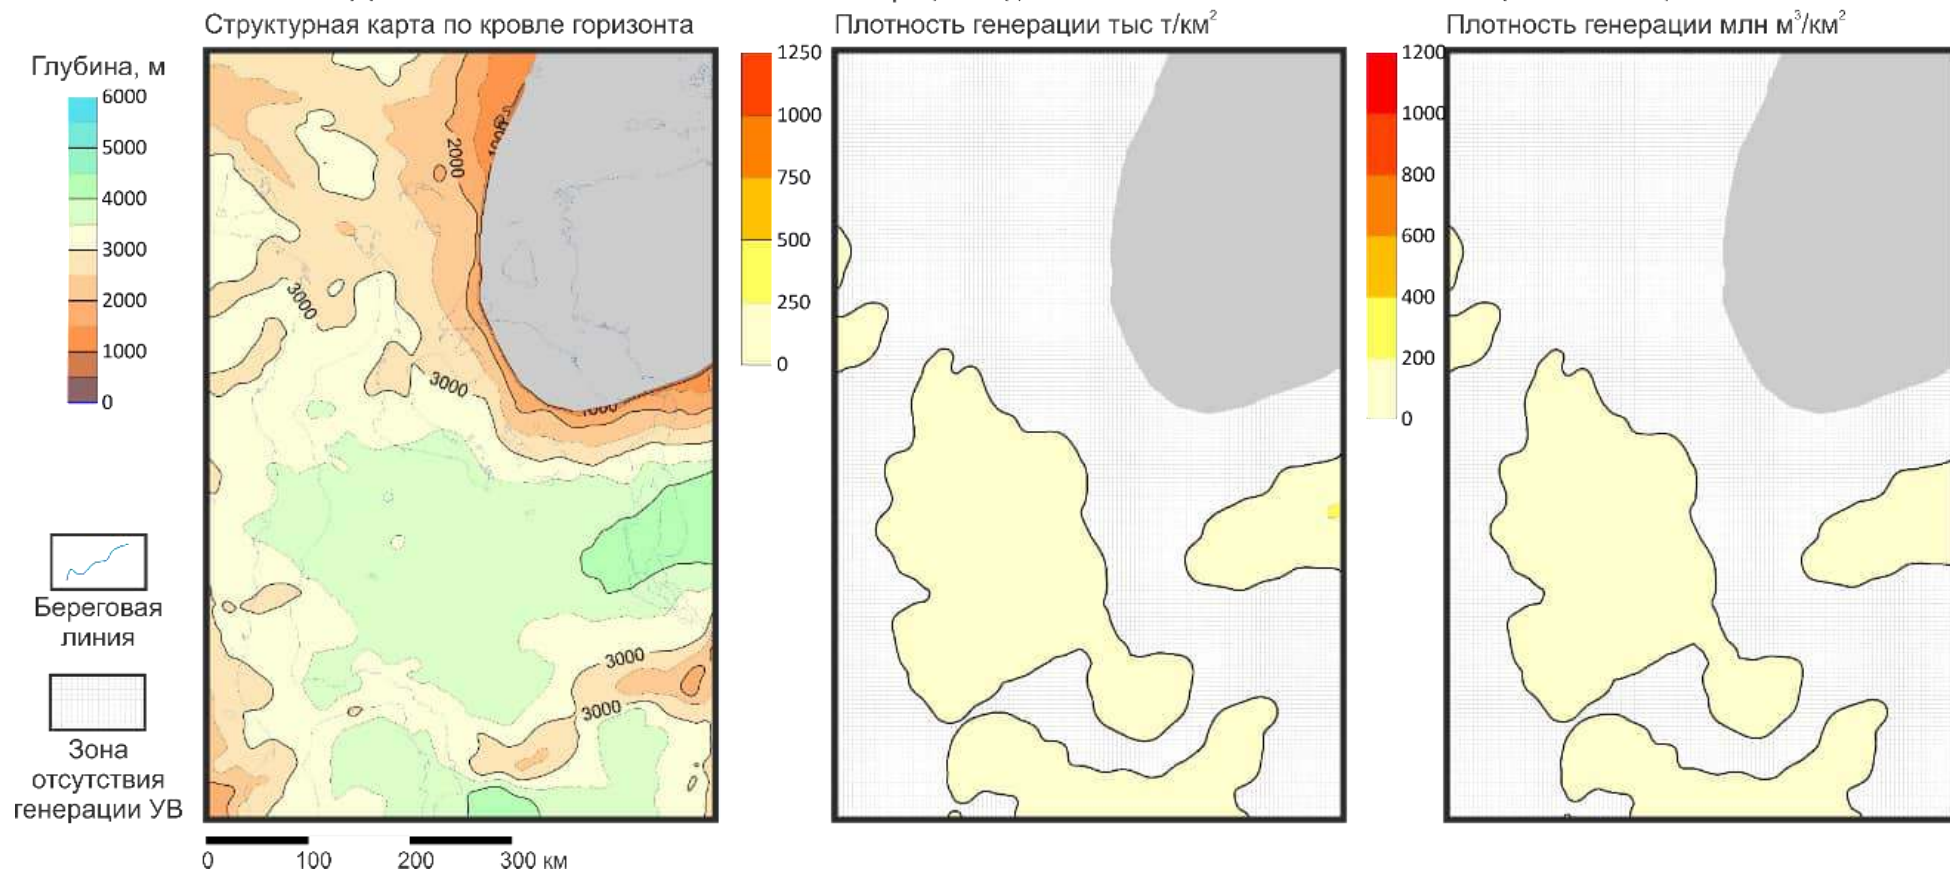 Структурная карта по кровле горизонта
Плотность генерации тыс т/км²
Плотность генерации млн м³/км²
Глубина, м
6000
5000
4000
3000
2000
1000
0
1250
1000
750
500
250
0
1200
1000
800
600
400
200
0
2000
1000
3000
3000
1000
3000
3000
Береговая
линия
Зона
отсутствия
генерации УВ
0 100 200 300 км